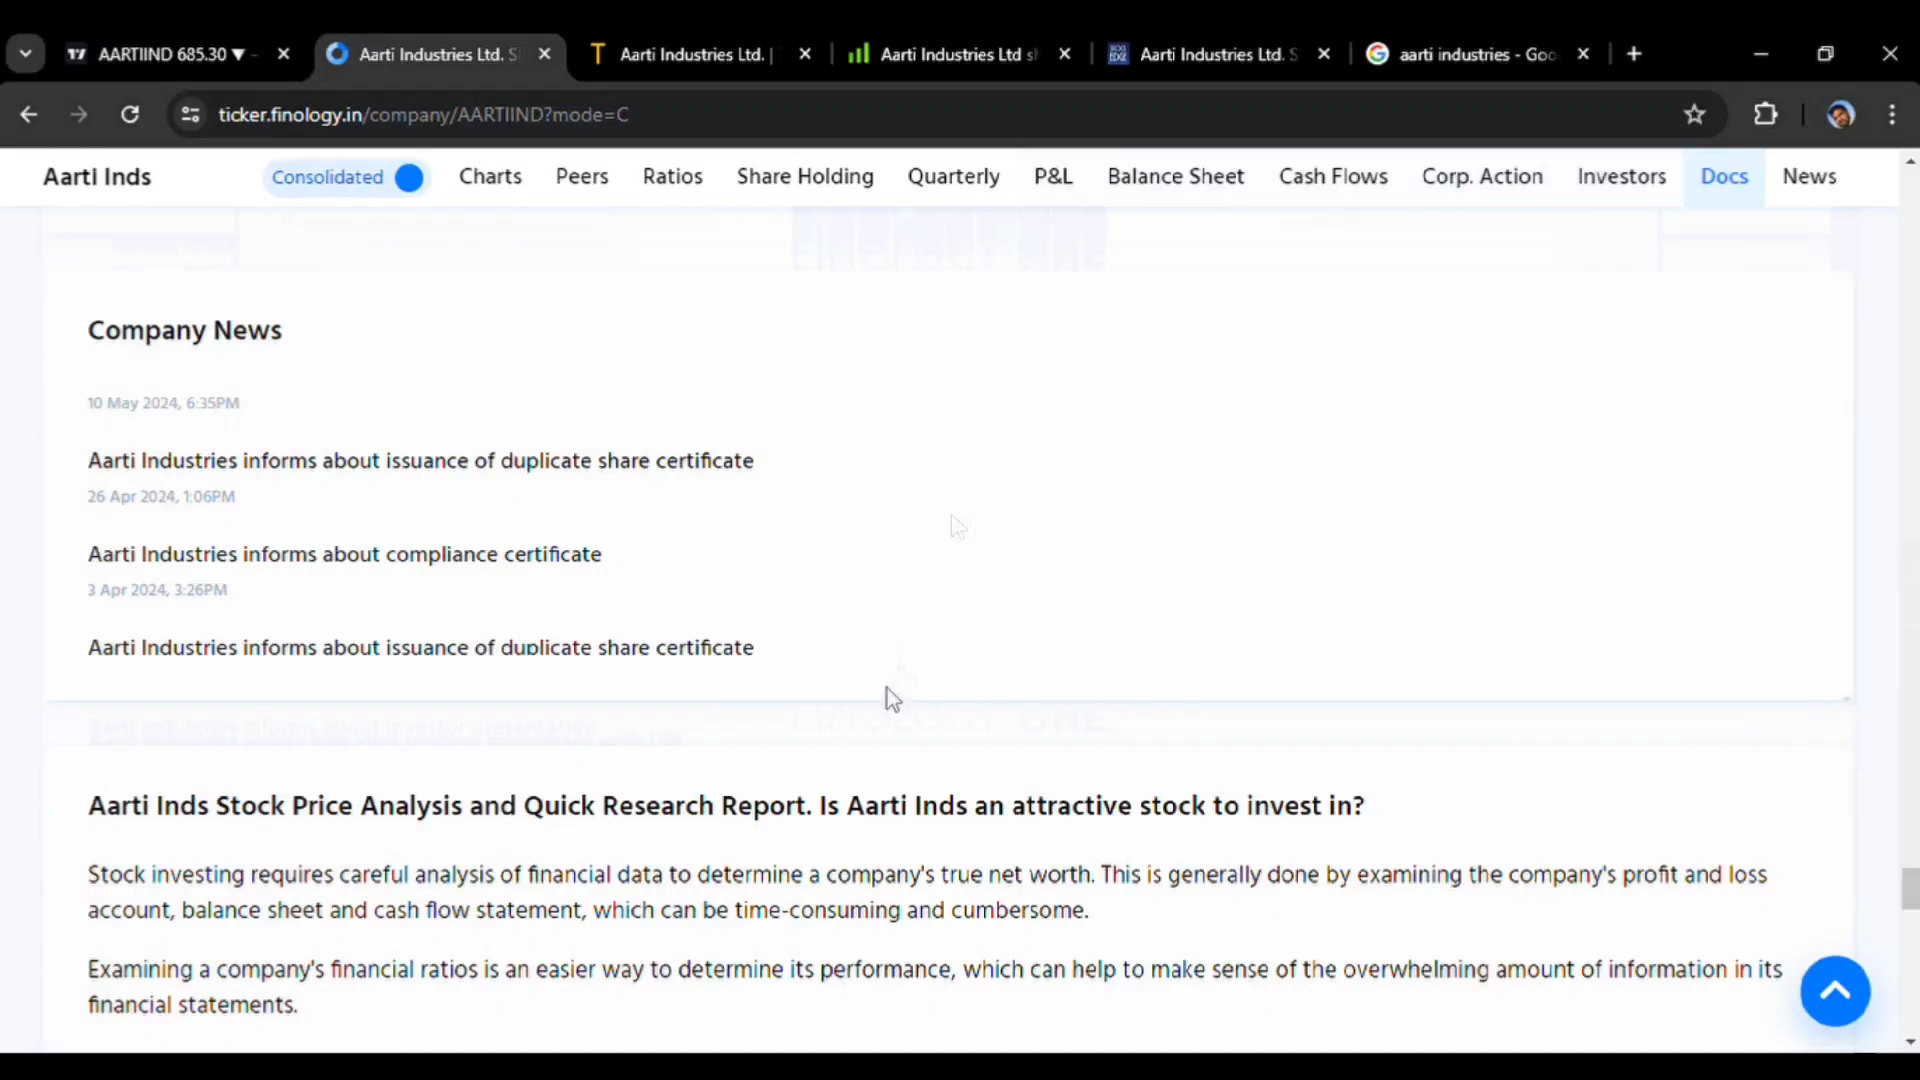 AARTIIND 685.30 ▼
Aarti Industries Ltd. S
Aarti Industries Ltd. |
Aarti Industries Ltd sh
Aarti Industries Ltd. S
aarti industries - Goo
ticker.finology.in/company/AARTIIND?mode=C
Aarti Inds
Consolidated
Charts
Peers
Ratios
Share Holding
Quarterly
P&L
Balance Sheet
Cash Flows
Corp. Action
Investors
Docs
News
Company News
10 May 2024, 6:35PM
Aarti Industries informs about issuance of duplicate share certificate
26 Apr 2024, 1:06PM
Aarti Industries informs about compliance certificate
3 Apr 2024, 3:26PM
Aarti Industries informs about issuance of duplicate share certificate
FINOLOGY ONE
Aarti Inds Stock Price Analysis and Quick Research Report. Is Aarti Inds an attractive stock to invest in?
Stock investing requires careful analysis of financial data to determine a company's true net worth. This is generally done by examining the company's profit and loss
account, balance sheet and cash flow statement, which can be time-consuming and cumbersome.
Examining a company's financial ratios is an easier way to determine its performance, which can help to make sense of the overwhelming amount of information in its
financial statements.